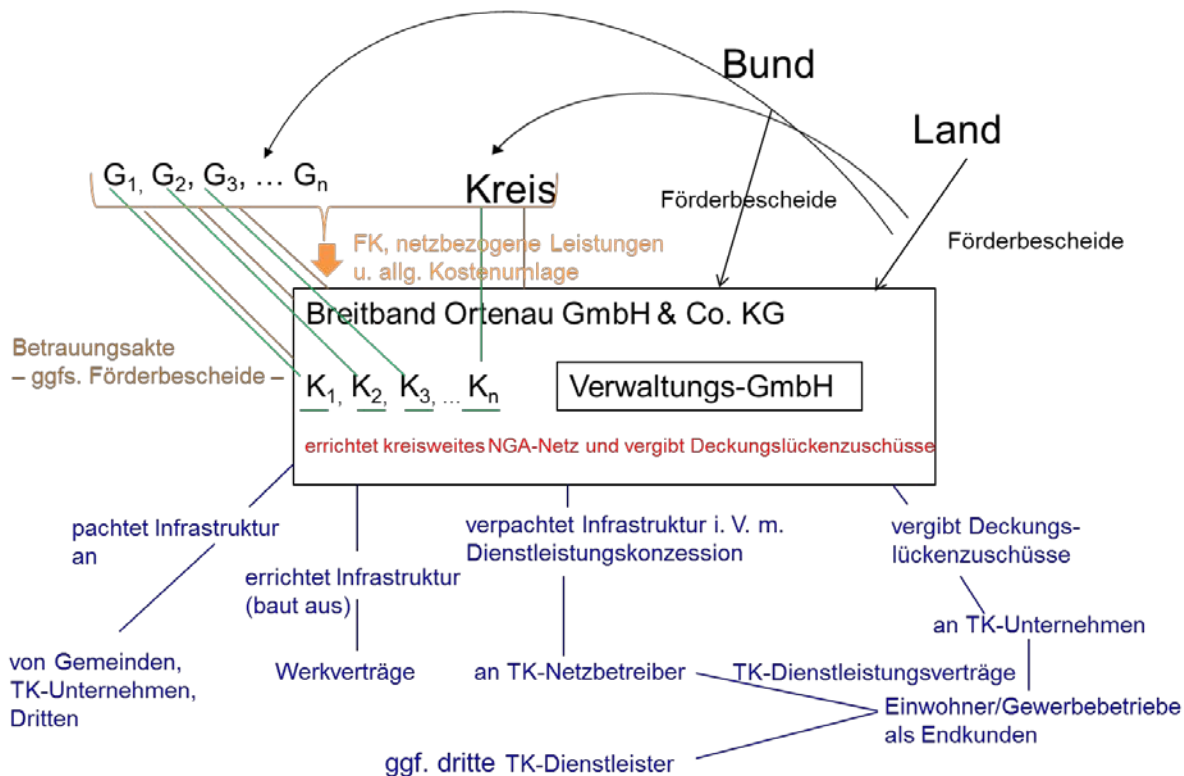 Bund
Land
G1, G2, G3, ... Gn
Kreis
Förderbescheide
Förderbescheide
FK, netzbezogene Leistungen
u. allg. Kostenumlage
Breitband Ortenau GmbH & Co. KG
Betrauungsakte
– ggfs. Förderbescheide –
K1, K2, K3, ... Kn
Verwaltungs-GmbH
errichtet kreisweites NGA-Netz und vergibt Deckungslückenzuschüsse
pachtet Infrastruktur
an
verpachtet Infrastruktur i. V. m.
Dienstleistungskonzession
vergibt Deckungs-
lückenzuschüsse
errichtet Infrastruktur
(baut aus)
an TK-Unternehmen
von Gemeinden,
TK-Unternehmen,
Dritten
Werkverträge
an TK-Netzbetreiber
TK-Dienstleistungsverträge
Einwohner/Gewerbebetriebe
als Endkunden
ggf. dritte TK-Dienstleister